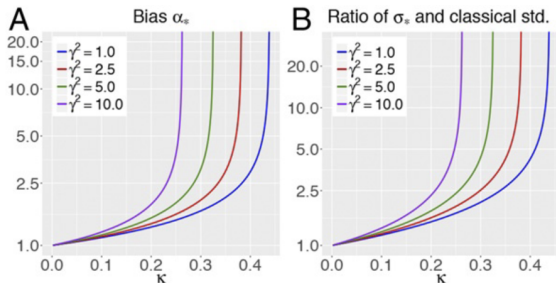 A
Bias α⁎
20.0
15.0
10.0
5.0
2.5
1.0
γ² = 1.0
γ² = 2.5
γ² = 5.0
γ² = 10.0
0.0 0.1 0.2 0.3 0.4
κ
B
Ratio of σ⁎ and classical std.
20.0
10.0
5.0
2.5
1.0
γ² = 1.0
γ² = 2.5
γ² = 5.0
γ² = 10.0
0.0 0.1 0.2 0.3 0.4
κ